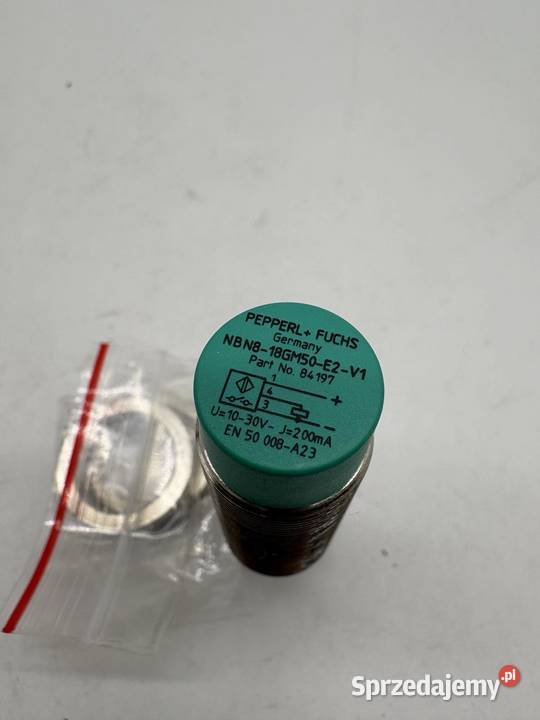 PEPPERL+ FUCHS
Germany
NBN8-18GM50-E2-V1
Part No. 84197
1
4
+
3
-
U=10-30V- J=200mA
EN 50 008-A23
Sprzedajemy.pl